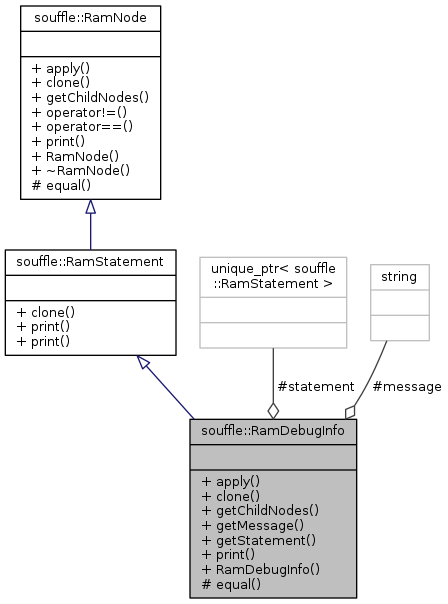 souffle::RamNode
+ apply()
+ clone()
+ getChildNodes()
+ operator!=()
+ operator==()
+ print()
+ RamNode()
+ ~RamNode()
# equal()
souffle::RamStatement
+ clone()
+ print()
+ print()
unique_ptr< souffle
::RamStatement >
string
#statement
#message
souffle::RamDebugInfo
+ apply()
+ clone()
+ getChildNodes()
+ getMessage()
+ getStatement()
+ print()
+ RamDebugInfo()
# equal()